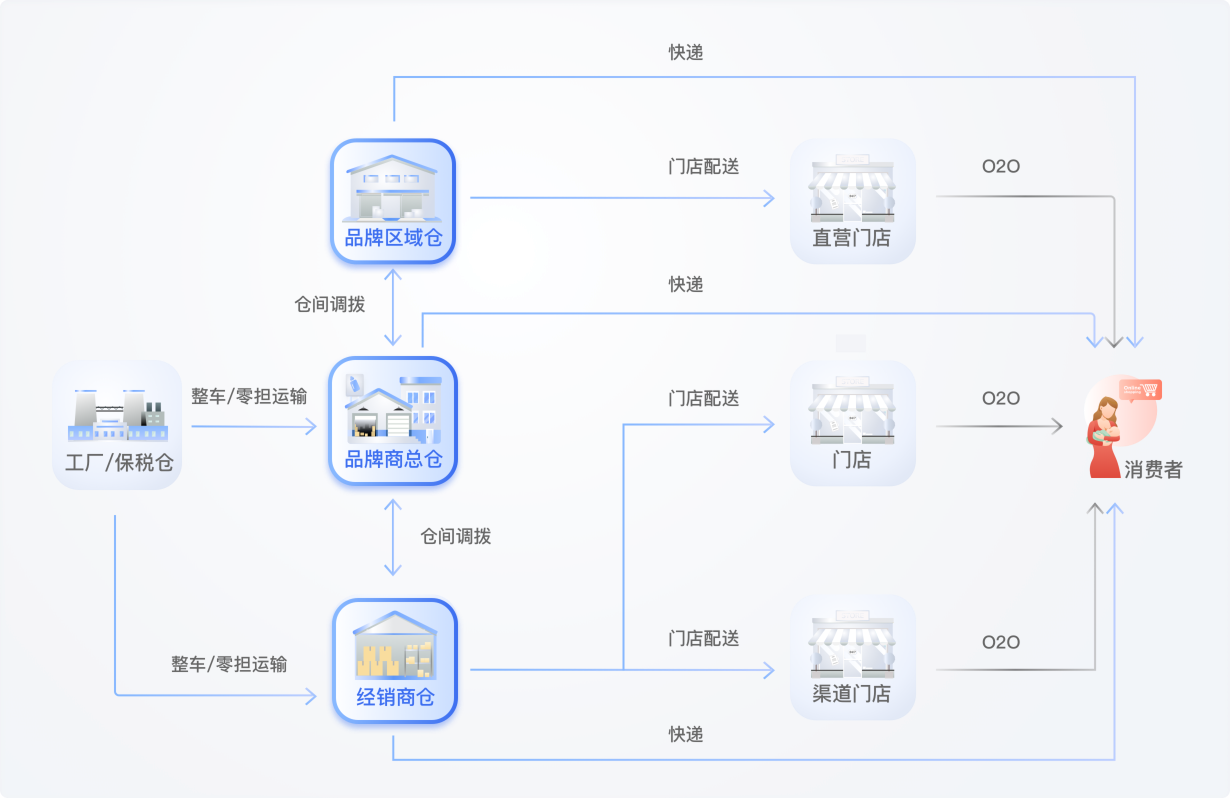 快递
门店配送
O2O
品牌区域仓
直营门店
仓间调拨
快递
整车/零担运输
门店配送
O2O
Online
工厂/保税仓
品牌商总仓
门店
消费者
仓间调拨
整车/零担运输
门店配送
O2O
经销商仓
渠道门店
快递